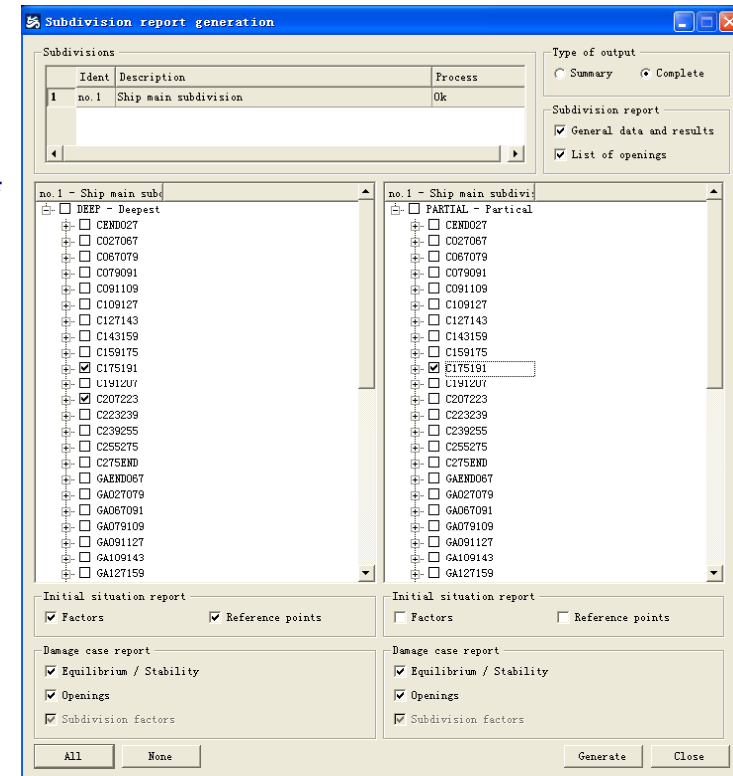 Subdivision report generation
Subdivisions
Ident Description Process
1 no.1 Ship main subdivision Ok
Type of output
Summary Complete
Subdivision report
General data and results
List of openings
no.1 - Ship main subd
DEEP - Deepest
CEND027
C027067
C067079
C079091
C091109
C109127
C127143
C143159
C159175
C175191
C191207
C207223
C223239
C239255
C255275
C275END
GAEND067
GA027079
GA067091
GA079109
GA091127
GA109143
GA127159
no.1 - Ship main subdivi
PARTIAL - Partical
CEND027
C027067
C067079
C079091
C091109
C109127
C127143
C143159
C159175
C175191
C191207
C207223
C223239
C239255
C255275
C275END
GAEND067
GA027079
GA067091
GA079109
GA091127
GA109143
GA127159
Initial situation report
Factors Reference points
Damage case report
Equilibrium / Stability
Openings
Subdivision factors
Initial situation report
Factors Reference points
Damage case report
Equilibrium / Stability
Openings
Subdivision factors
All None Generate Close